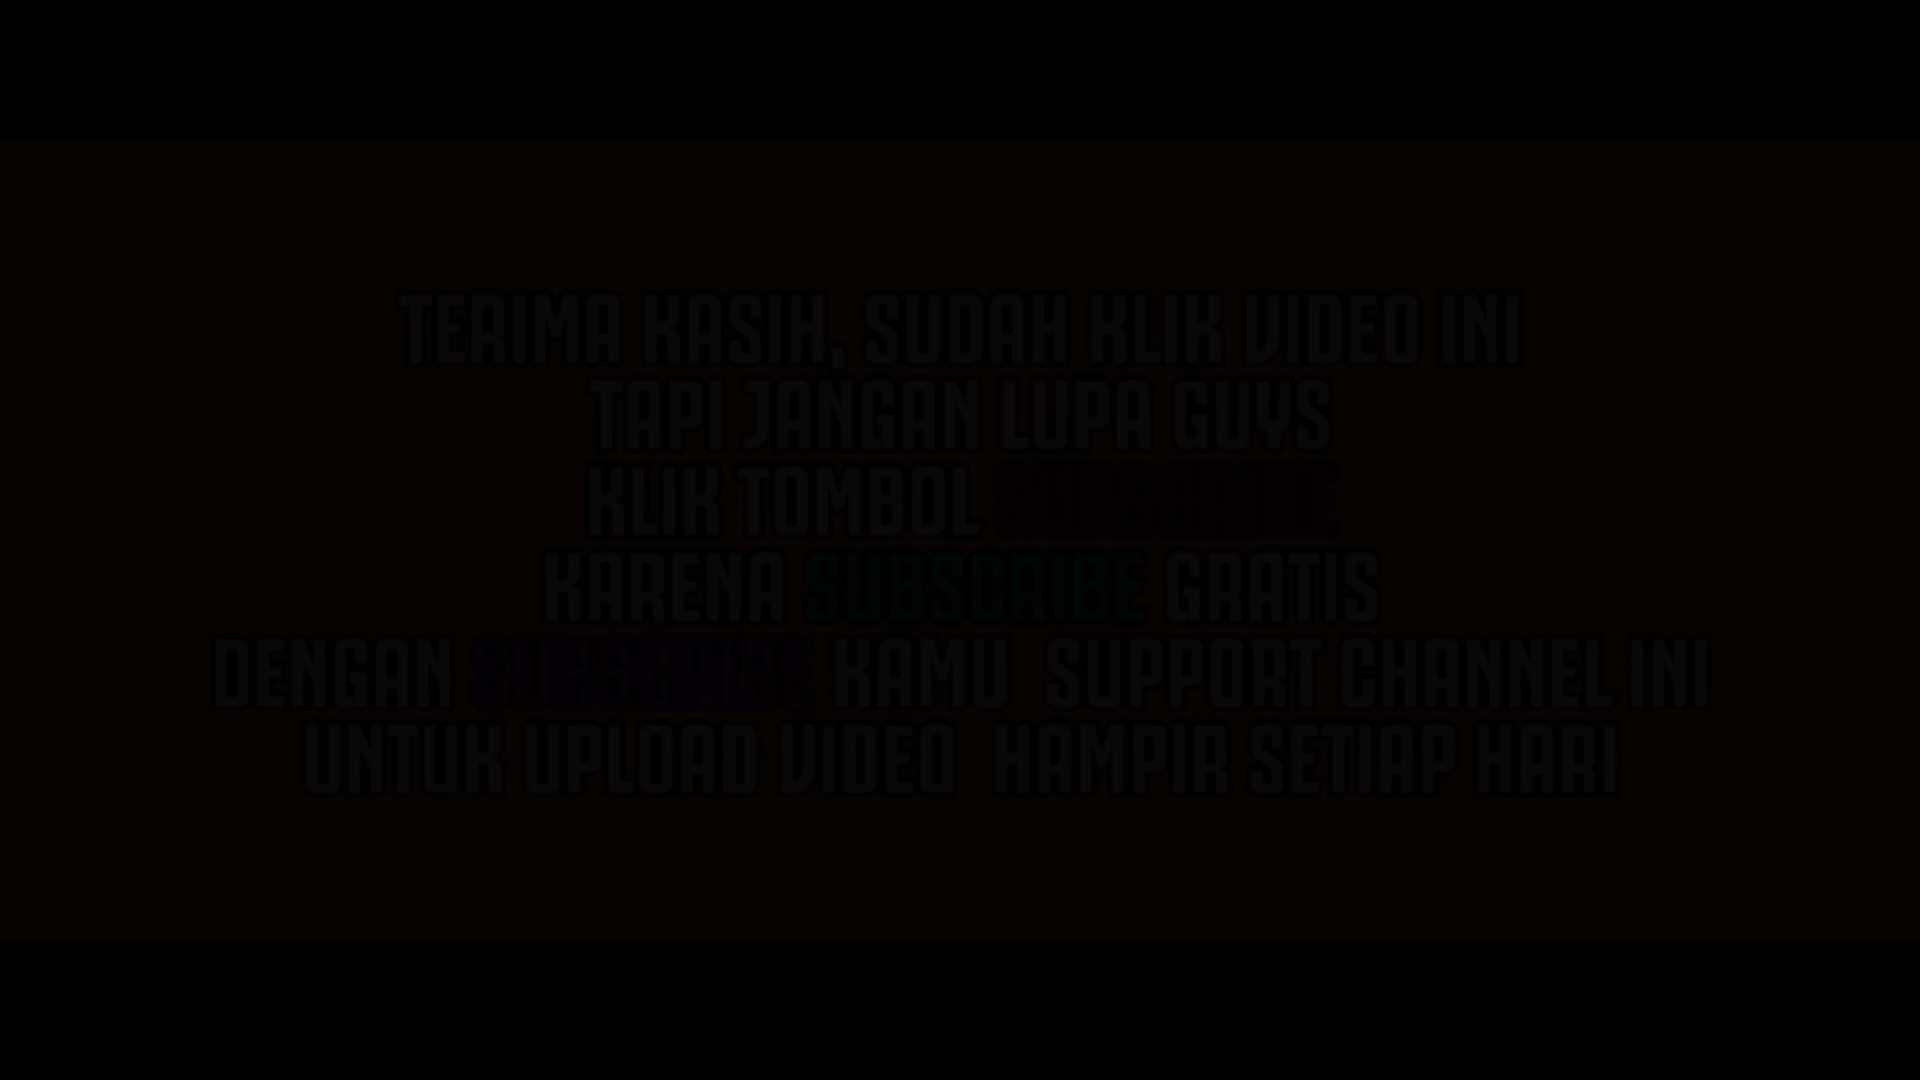 TERIMA KASIH, SUDAH KLIK VIDEO INI
TAPI JANGAN LUPA GUYS
KLIK TOMBOL SUBSCRIBE
KARENA SUBSCRIBE GRATIS
DENGAN SUBSCRIBE KAMU SUPPORT CHANNEL INI
UNTUK UPLOAD VIDEO HAMPIR SETIAP HARI